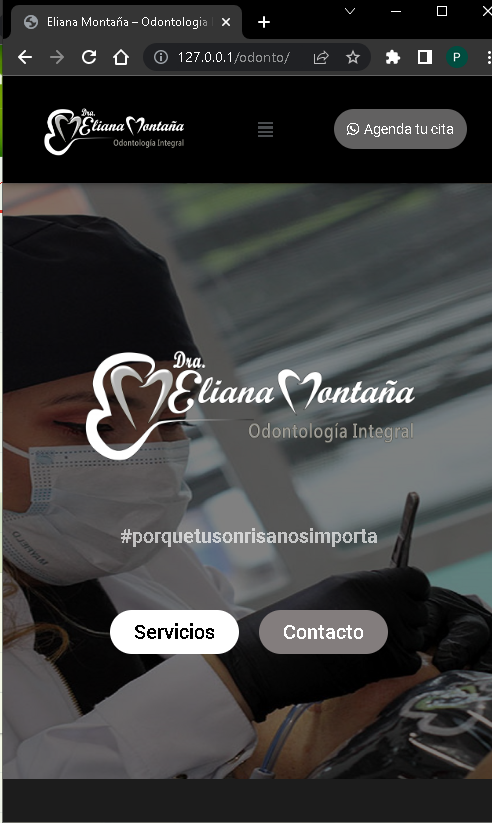 Eliana Montaña – Odontologia
127.0.0.1/odonto/
P
Dra.
Eliana Montaña
Odontología Integral
Agenda tu cita
Dra.
Eliana Montaña
Odontología Integral
#porquetusonrisanosimporta
Servicios
Contacto